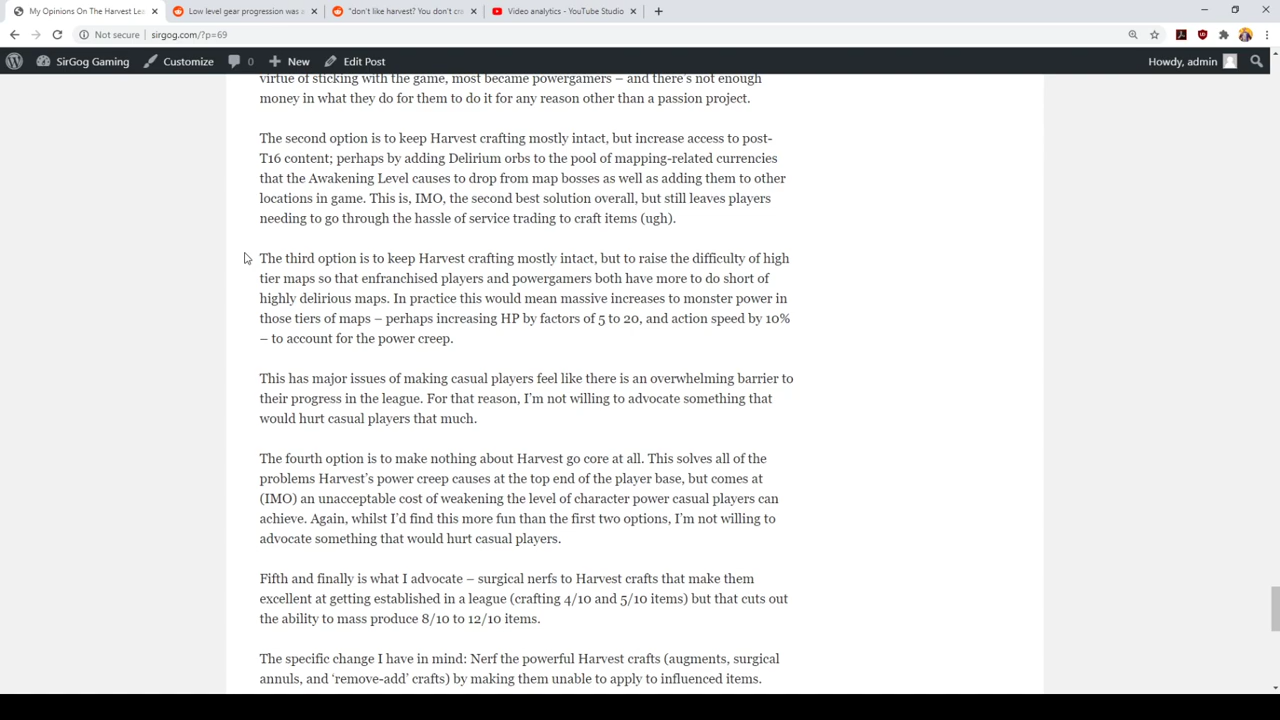 My Opinions On The Harvest Lea
Low level gear progression was a
"don't like harvest? You don't cra
Video analytics - YouTube Studio
Not secure
sirgog.com/?p=69
SirGog Gaming
Customize
0
New
Edit Post
Howdy, admin
virtue of sticking with the game, most became powergamers – and there's not enough
money in what they do for them to do it for any reason other than a passion project.
The second option is to keep Harvest crafting mostly intact, but increase access to post-
T16 content; perhaps by adding Delirium orbs to the pool of mapping-related currencies
that the Awakening Level causes to drop from map bosses as well as adding them to other
locations in game. This is, IMO, the second best solution overall, but still leaves players
needing to go through the hassle of service trading to craft items (ugh).
The third option is to keep Harvest crafting mostly intact, but to raise the difficulty of high
tier maps so that enfranchised players and powergamers both have more to do short of
highly delirious maps. In practice this would mean massive increases to monster power in
those tiers of maps – perhaps increasing HP by factors of 5 to 20, and action speed by 10%
– to account for the power creep.
This has major issues of making casual players feel like there is an overwhelming barrier to
their progress in the league. For that reason, I'm not willing to advocate something that
would hurt casual players that much.
The fourth option is to make nothing about Harvest go core at all. This solves all of the
problems Harvest's power creep causes at the top end of the player base, but comes at
(IMO) an unacceptable cost of weakening the level of character power casual players can
achieve. Again, whilst I'd find this more fun than the first two options, I'm not willing to
advocate something that would hurt casual players.
Fifth and finally is what I advocate – surgical nerfs to Harvest crafts that make them
excellent at getting established in a league (crafting 4/10 and 5/10 items) but that cuts out
the ability to mass produce 8/10 to 12/10 items.
The specific change I have in mind: Nerf the powerful Harvest crafts (augments, surgical
annuls, and 'remove-add' crafts) by making them unable to apply to influenced items.